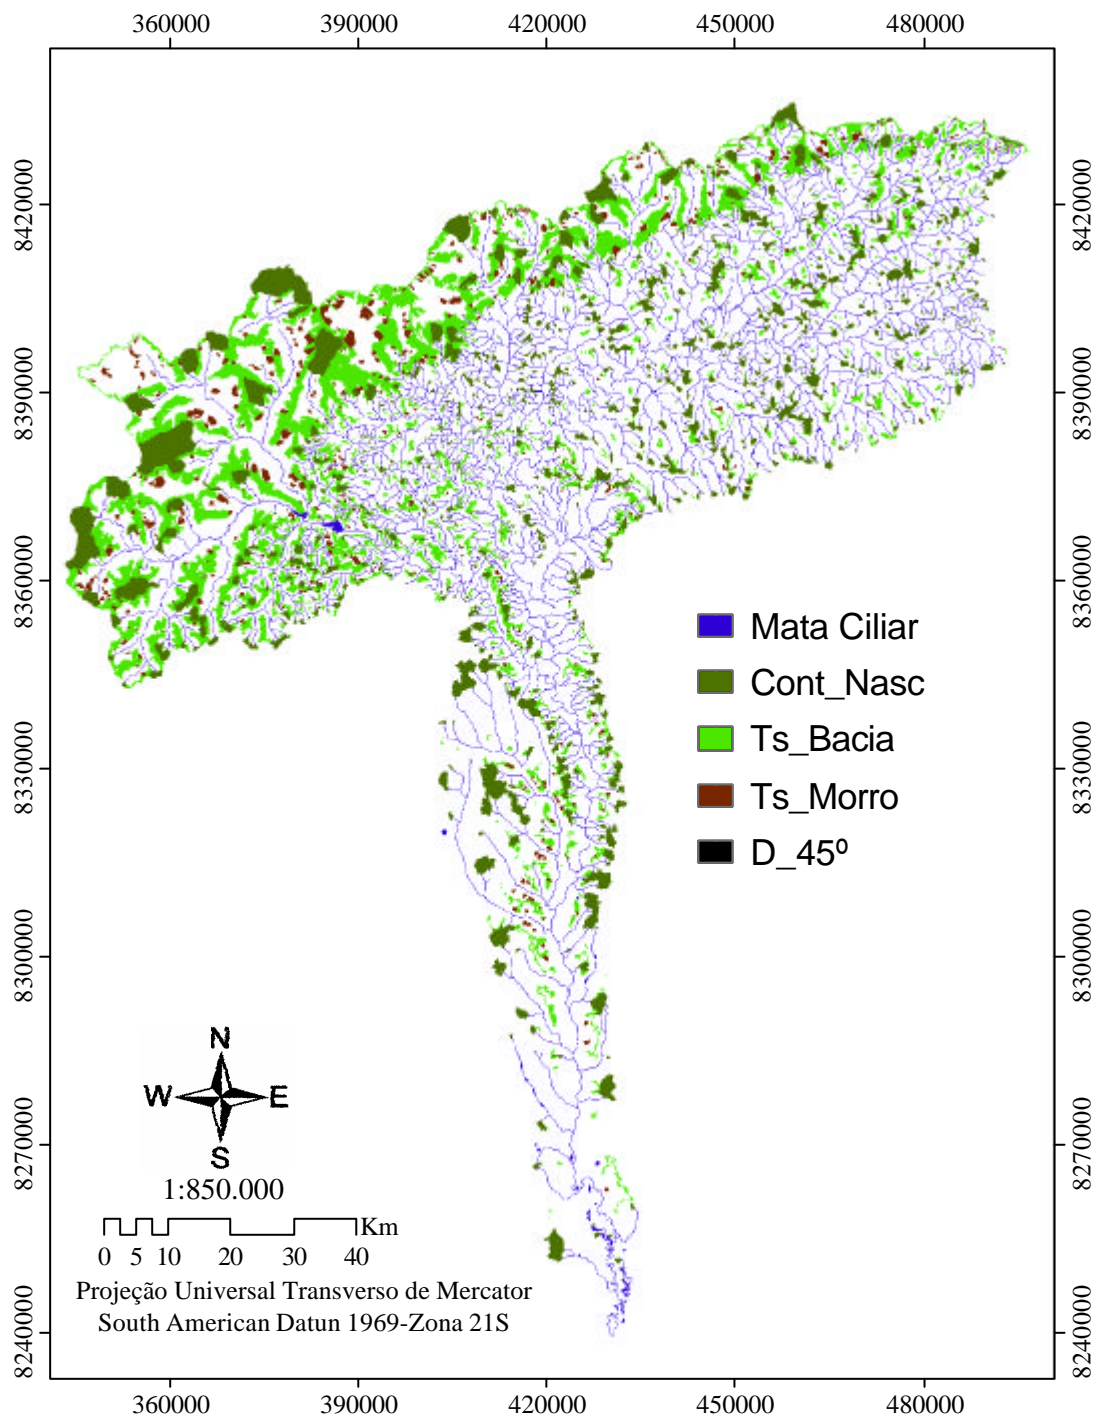 360000 390000 420000 450000 480000
8420000 8420000
8390000 8390000
8360000 8360000
Mata Ciliar
Cont_Nasc
Ts_Bacia
8330000 8330000
Ts_Morro
D_45º
8300000 8300000
N
W E
S
8270000 8270000
1:850.000
Km
0 5 10 20 30 40
Projeção Universal Transverso de Mercator
South American Datun 1969-Zona 21S
8240000 8240000
360000 390000 420000 450000 480000